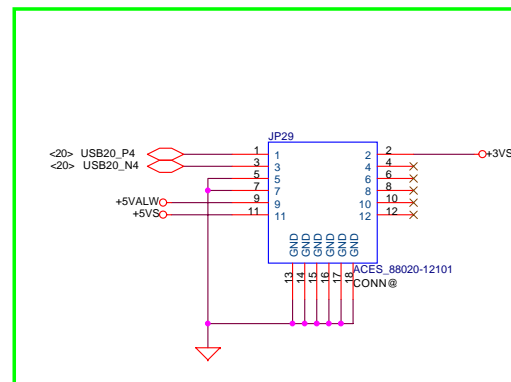 JP29
<20> USB20_P4 1 1 2 2 +3VS
<20> USB20_N4 3 3 4 4
5 5 6 6
7 7 8 8
+5VALW 9 9 10 10
+5VS 11 11 12 12
GND GND GND GND GND GND
13 14 15 16 17 18
ACES_88020-12101
CONN@